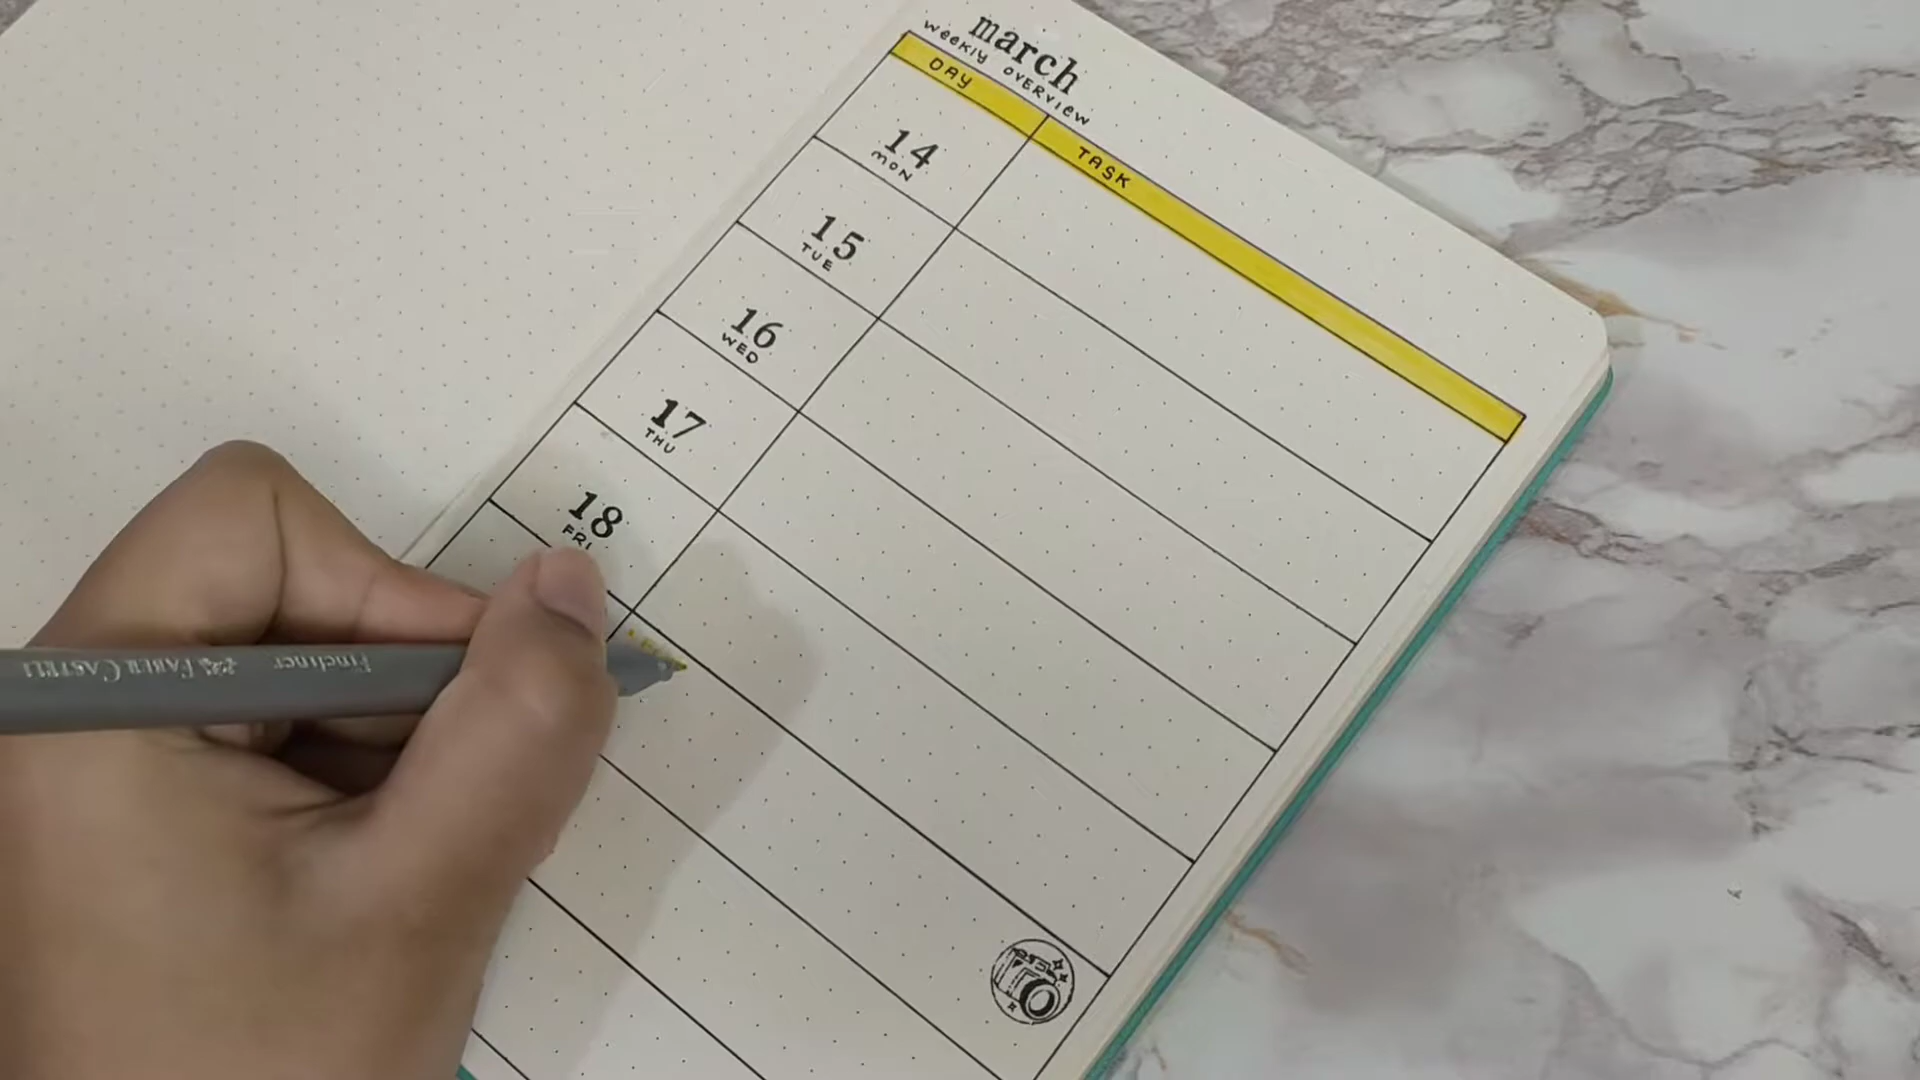 march
weekly overview
DAY TASK
14
MON
15
TUE
16
WED
17
THU
18
FRI
Fineliner FABER-CASTELL